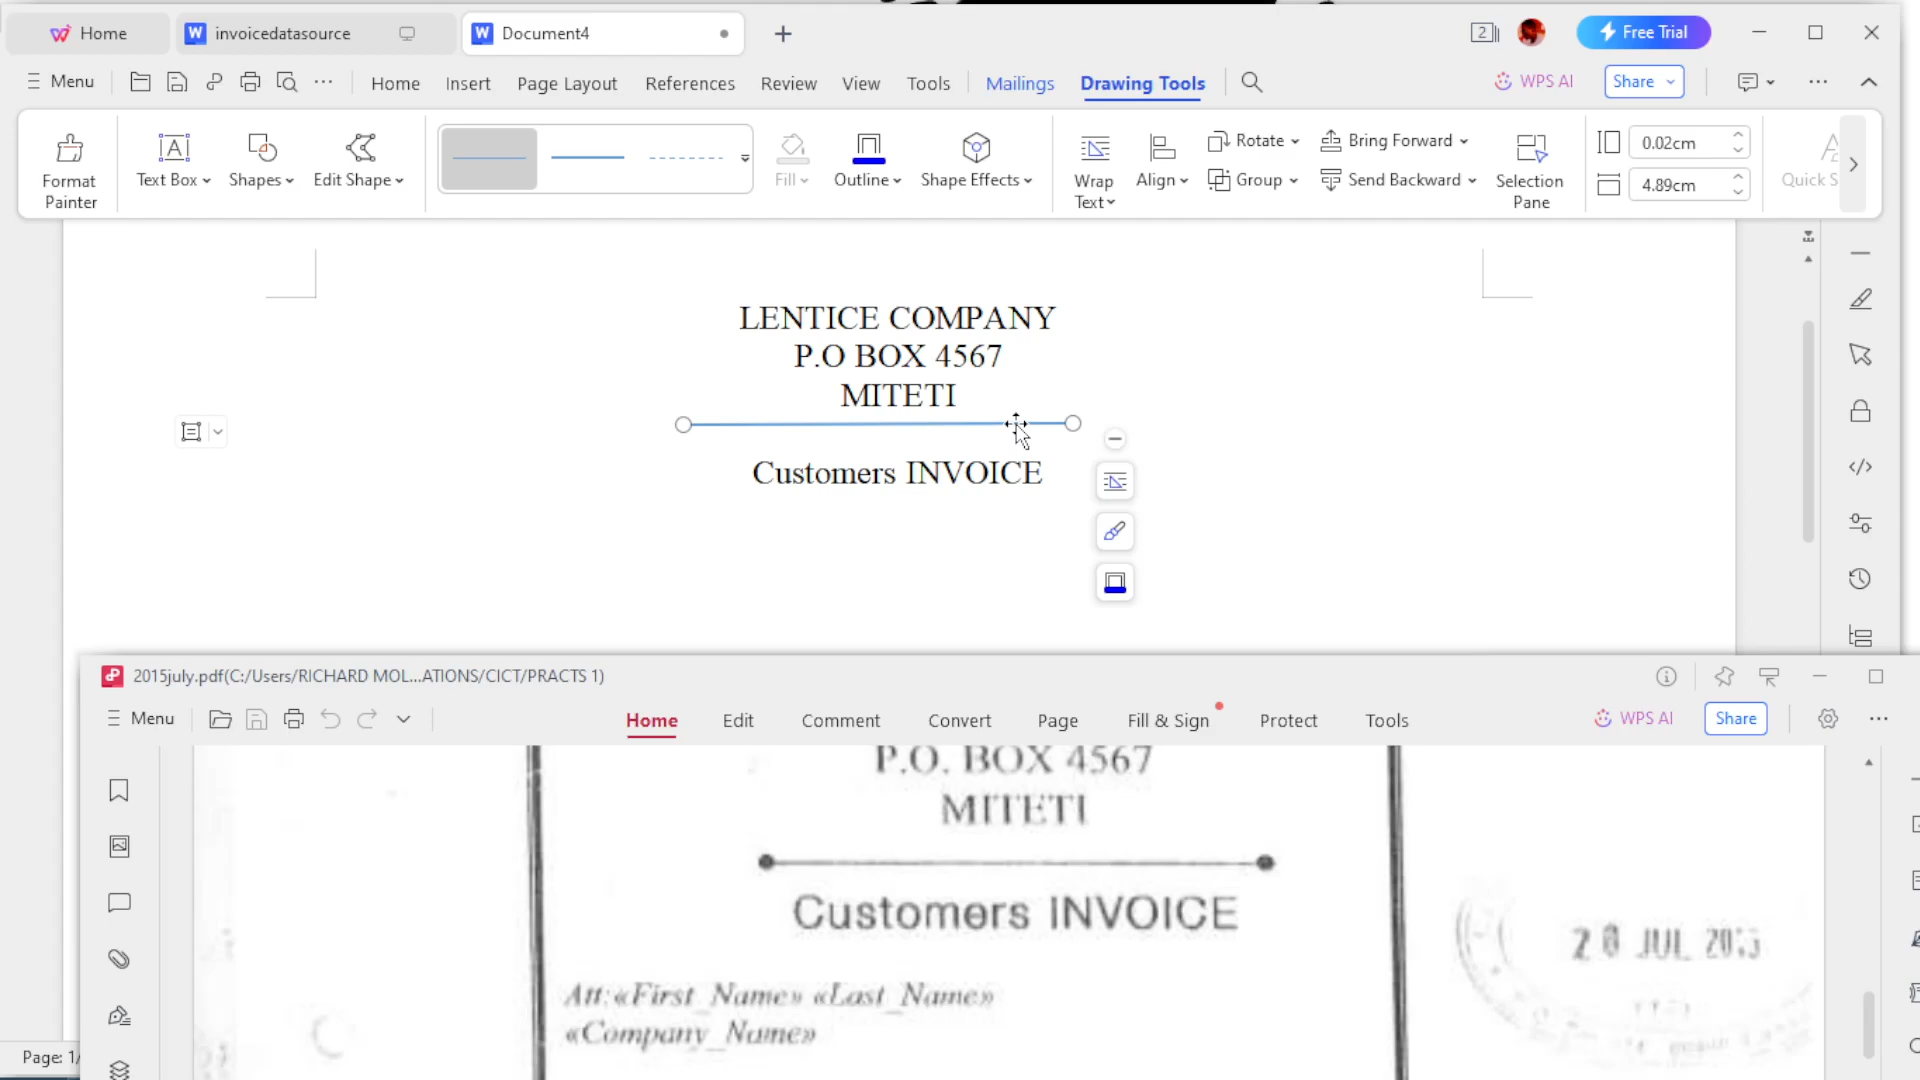 Home
invoicedatasource
Document4
2
Free Trial
Menu
Home
Insert
Page Layout
References
Review
View
Tools
Mailings
Drawing Tools
WPS AI
Share
Format Painter
Text Box
Shapes
Edit Shape
Fill
Outline
Shape Effects
Wrap Text
Align
Rotate
Group
Bring Forward
Send Backward
Selection Pane
0.02cm
4.89cm
Quick S
LENTICE COMPANY
P.O BOX 4567
MITETI
Customers INVOICE
2015july.pdf(C:/Users/RICHARD MOL...ATIONS/CICT/PRACTS 1)
Menu
Home
Edit
Comment
Convert
Page
Fill & Sign
Protect
Tools
WPS AI
Share
P.O. BOX 4567
MITETI
Customers INVOICE
Att:«First_Name» «Last_Name»
«Company_Name»
JUL
Page: 1/